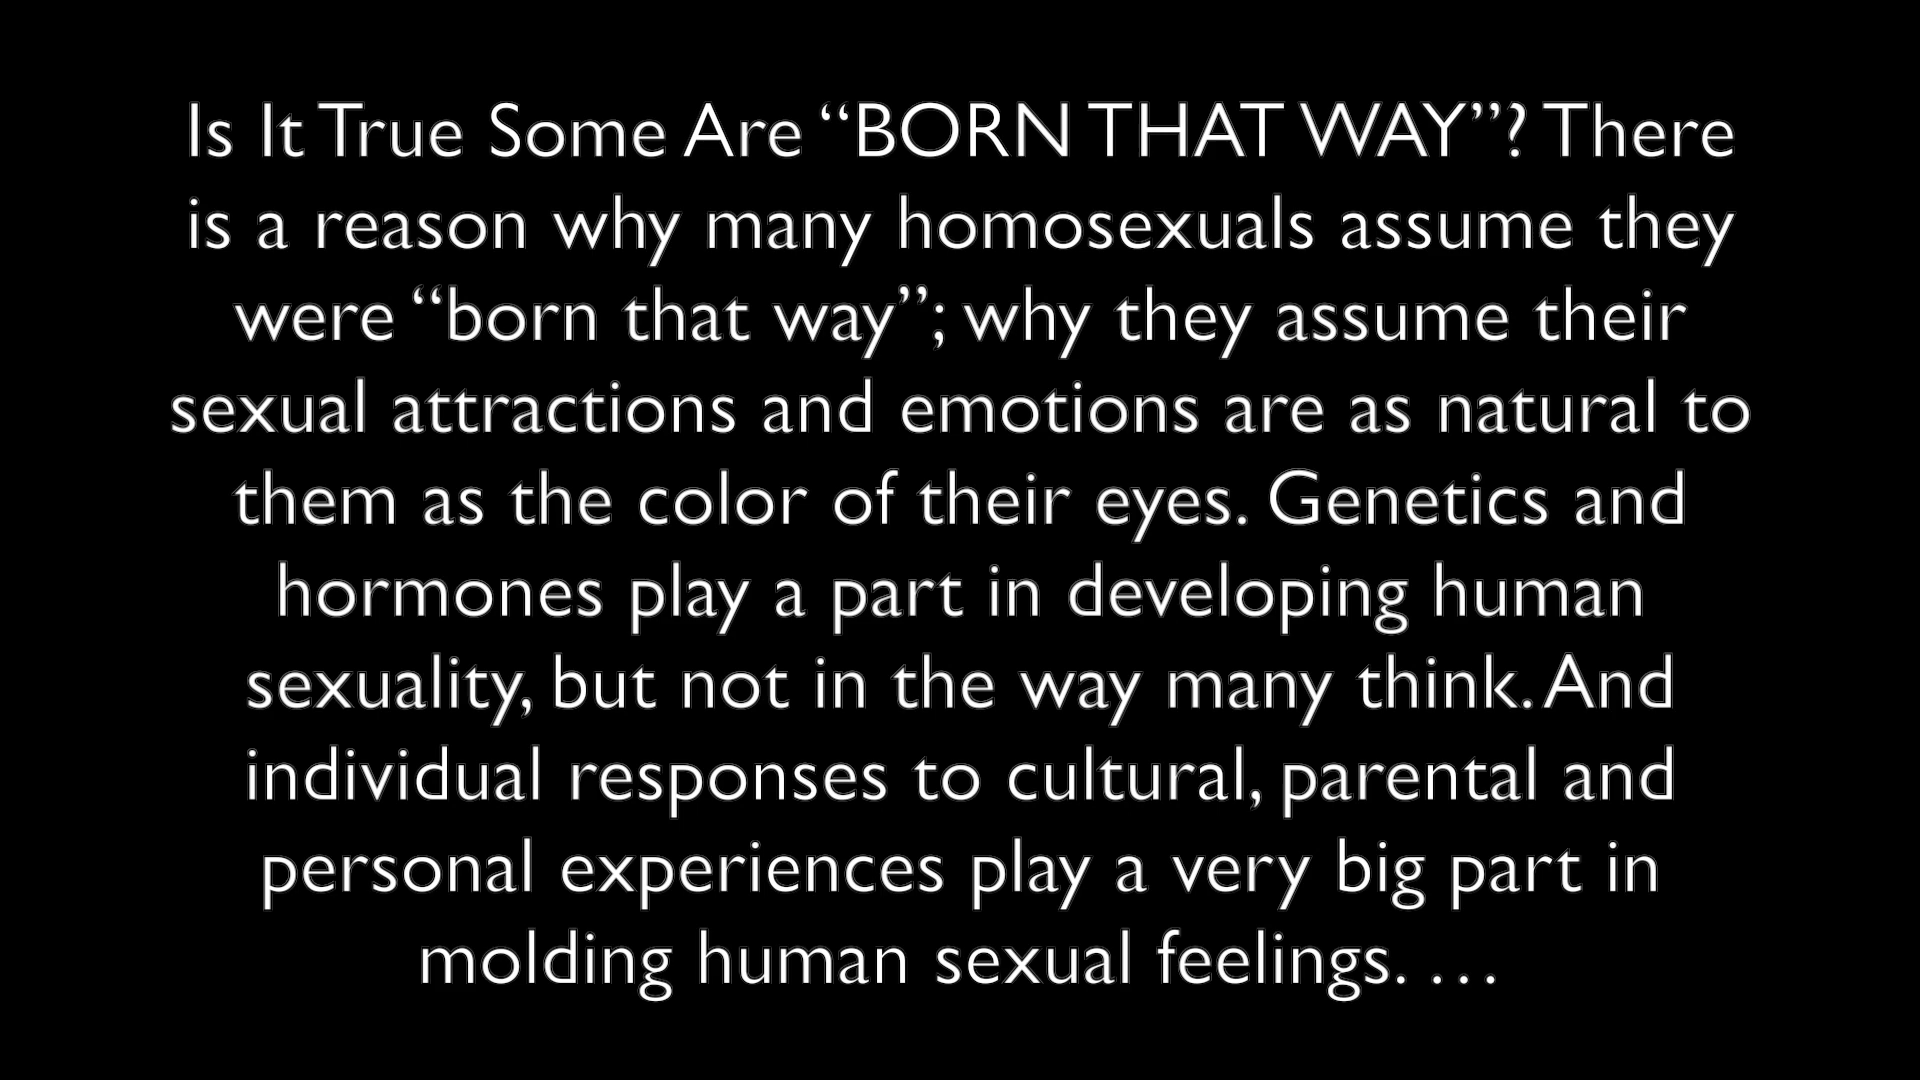 Is It True Some Are “BORN THAT WAY”? There
is a reason why many homosexuals assume they
were “born that way”; why they assume their
sexual attractions and emotions are as natural to
them as the color of their eyes. Genetics and
hormones play a part in developing human
sexuality, but not in the way many think. And
individual responses to cultural, parental and
personal experiences play a very big part in
molding human sexual feelings. …